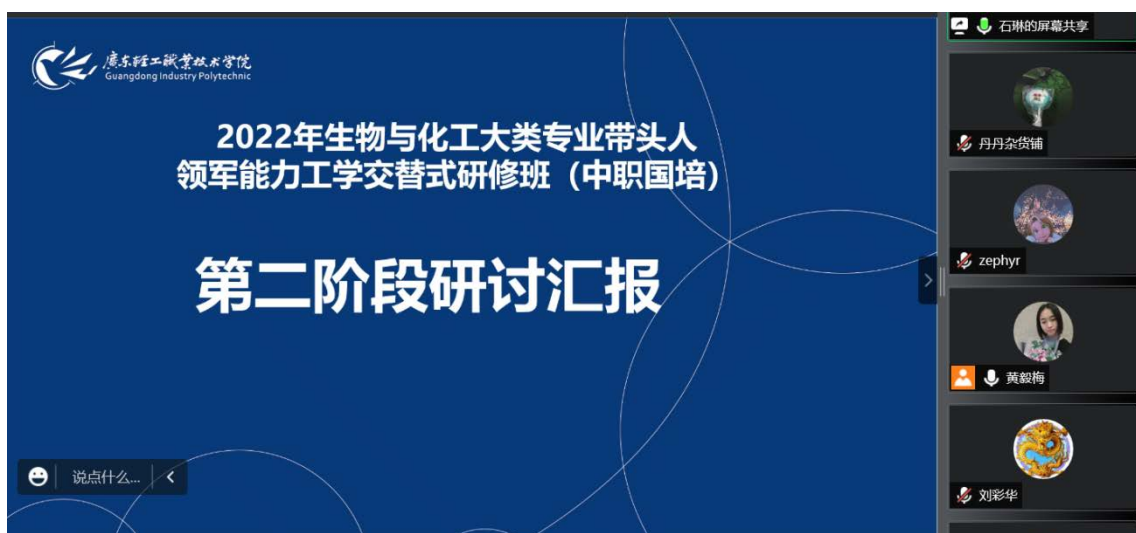 廣东轻工职业技术学院
Guangdong Industry Polytechnic
2022年生物与化工大类专业带头人
领军能力工学交替式研修班（中职国培）
第二阶段研讨汇报
说点什么...
石琳的屏幕共享
丹丹杂货铺
zephyr
黄毅梅
刘彩华